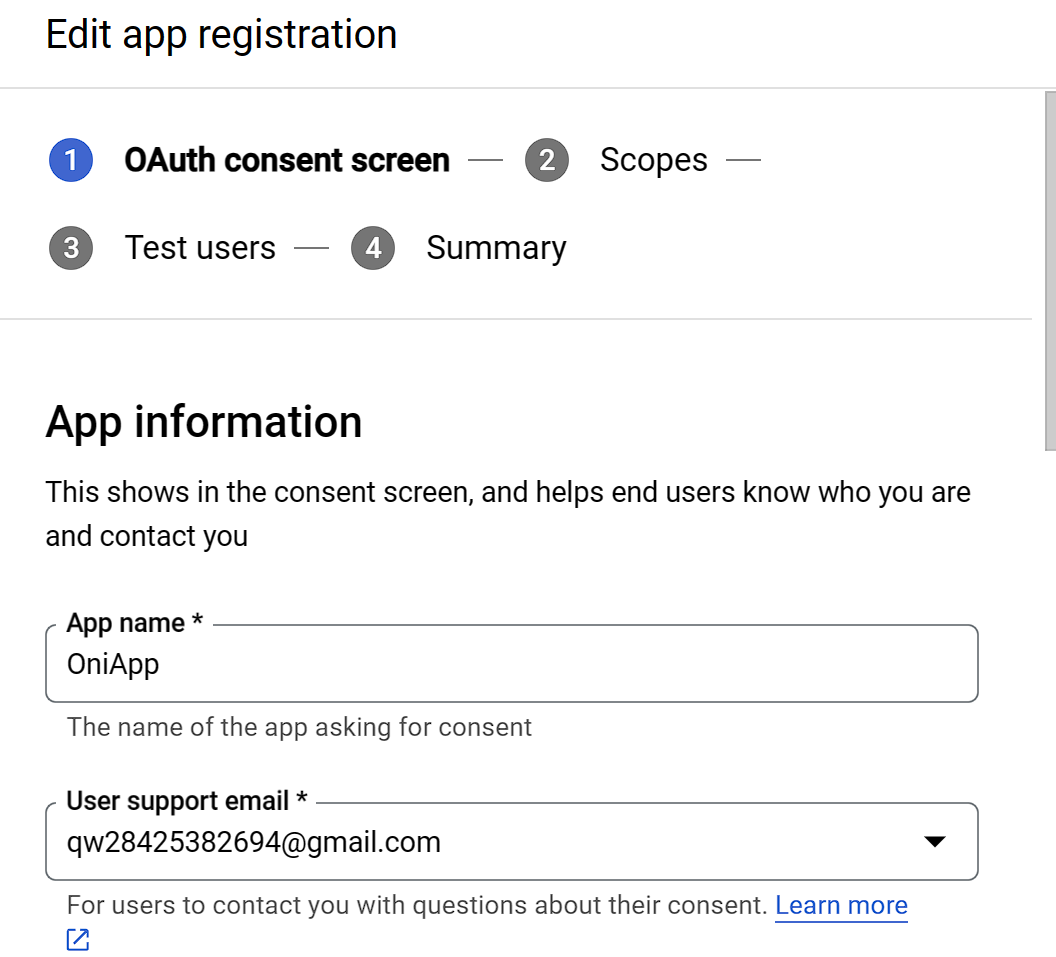 Edit app registration
1 OAuth consent screen — 2 Scopes —
3 Test users — 4 Summary
App information
This shows in the consent screen, and helps end users know who you are
and contact you
App name *
OniApp
The name of the app asking for consent
User support email *
qw28425382694@gmail.com
For users to contact you with questions about their consent. Learn more